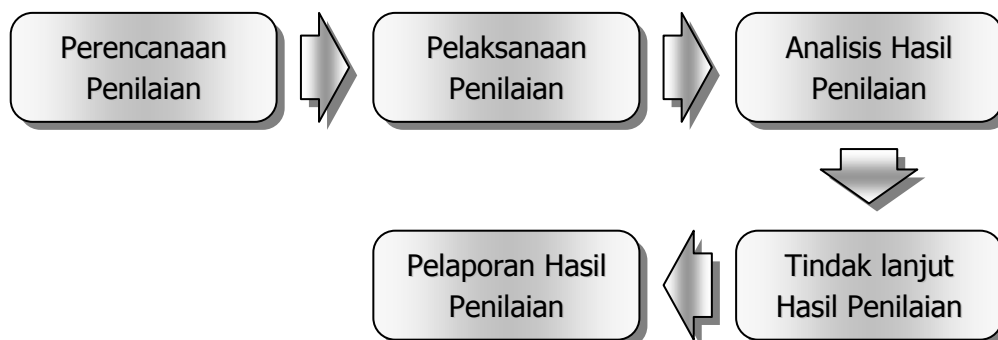 Perencanaan
Penilaian
Pelaksanaan
Penilaian
Analisis Hasil
Penilaian
Tindak lanjut
Hasil Penilaian
Pelaporan Hasil
Penilaian